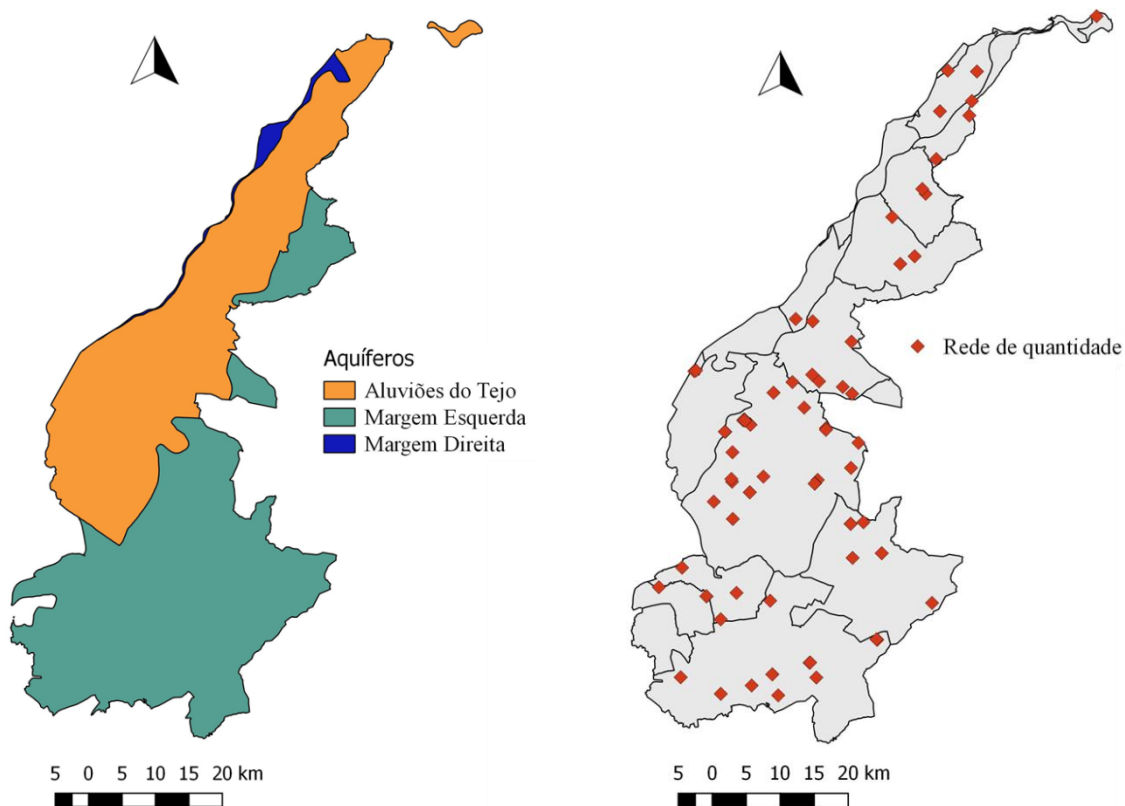 Aquíferos
Aluviões do Tejo
Margem Esquerda
Margem Direita
5 0 5 10 15 20 km
Rede de quantidade
5 0 5 10 15 20 km